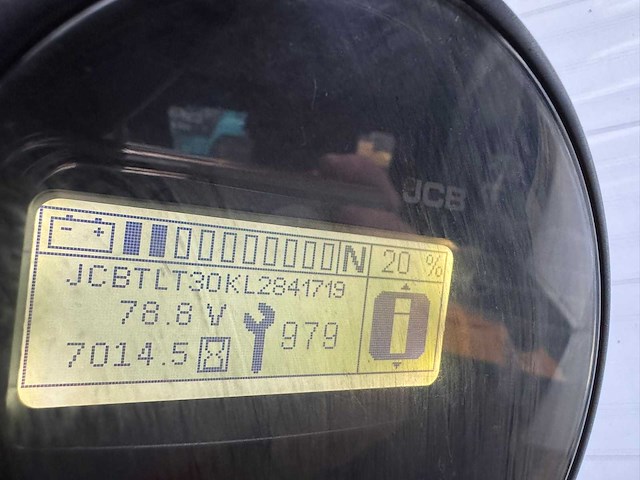 JCB
N 20 %
JCBTLT30KL2841719
78.8 V
979
7014.5